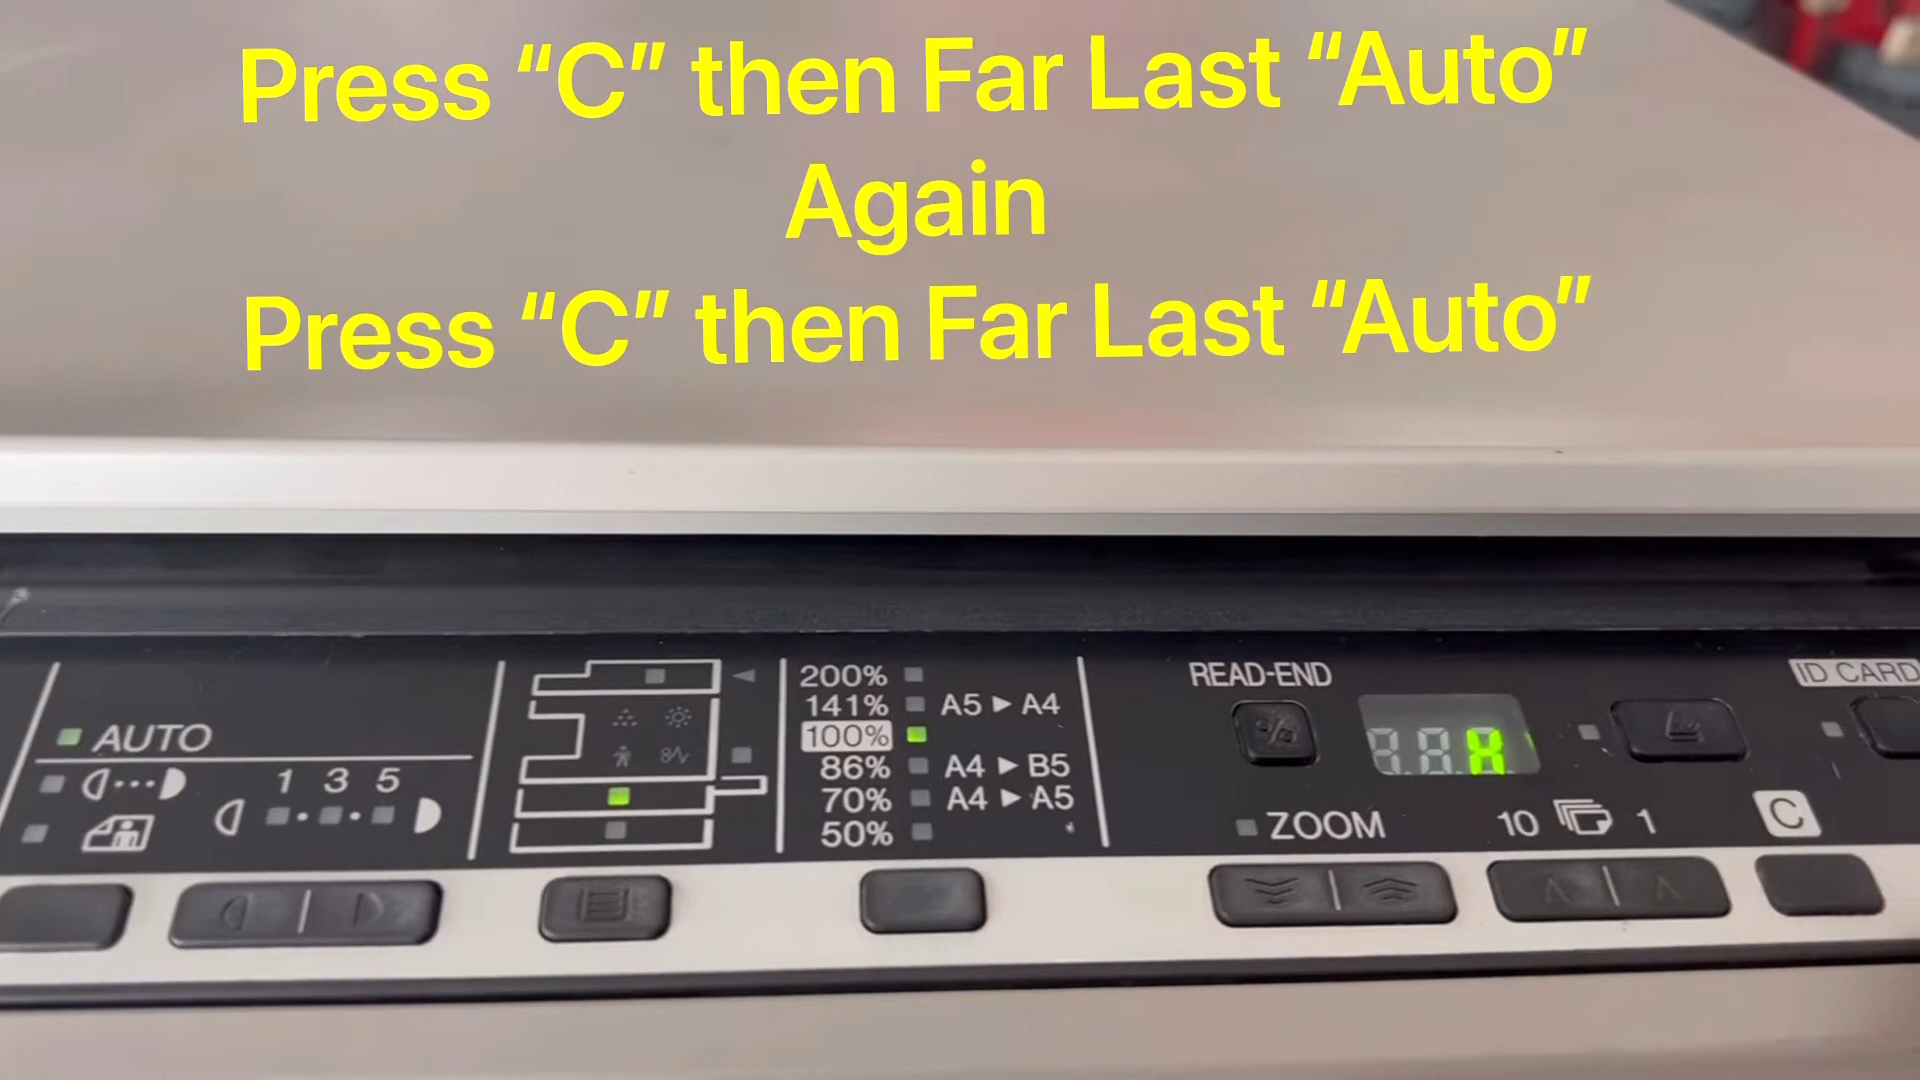 Press “C” then Far Last “Auto”
Again
Press “C” then Far Last “Auto”
AUTO
1 3 5
200%
141% A5 ▶ A4
100%
86% A4 ▶ B5
70% A4 ▶ A5
50%
READ-END
%
ZOOM
10 1
C
ID CARD